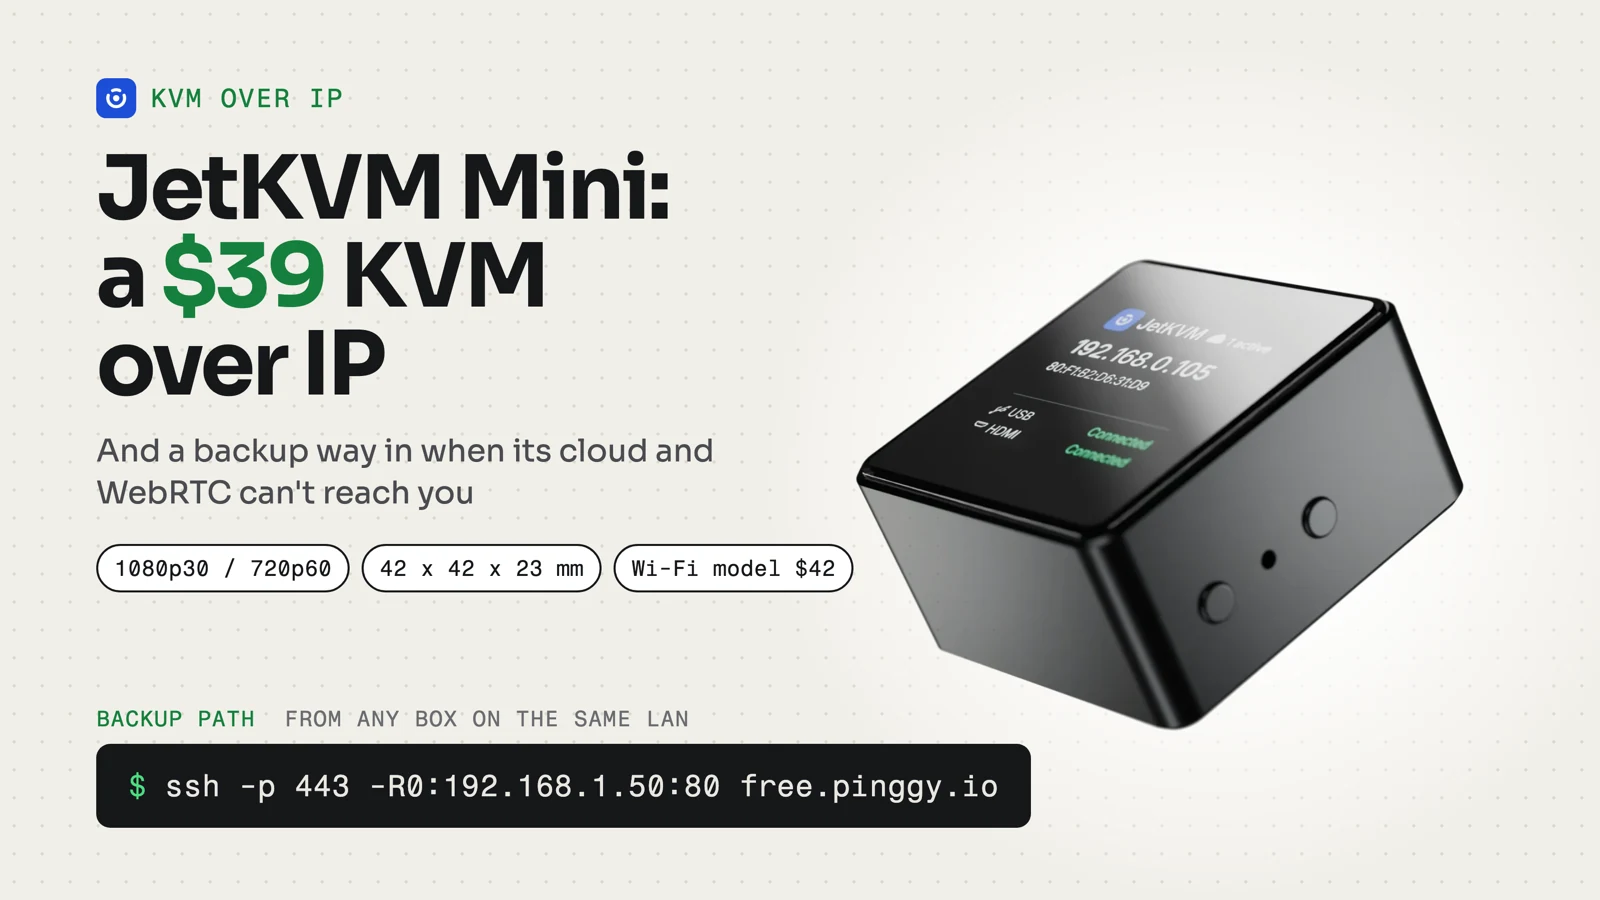 KVM OVER IP
JetKVM Mini:
a $39 KVM
over IP
And a backup way in when its cloud and
WebRTC can't reach you
1080p30 / 720p60
42 x 42 x 23 mm
Wi-Fi model $42
JetKVM 1 active
192.168.0.105
80:F1:B2:D6:31:D9
USB Connected
HDMI Connected
BACKUP PATH FROM ANY BOX ON THE SAME LAN
$ ssh -p 443 -R0:192.168.1.50:80 free.pinggy.io